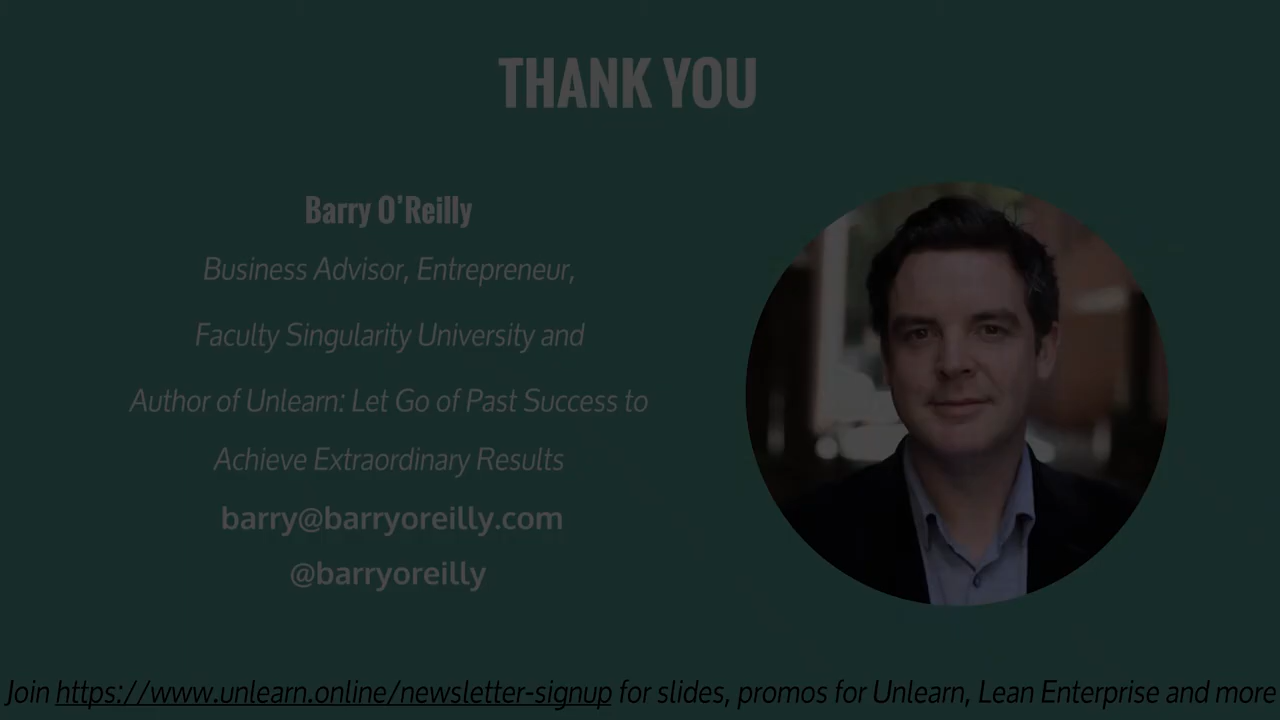 THANK YOU
Barry O'Reilly
Business Advisor, Entrepreneur,
Faculty Singularity University and
Author of Unlearn: Let Go of Past Success to
Achieve Extraordinary Results
barry@barryoreilly.com
@barryoreilly
Join https://www.unlearn.online/newsletter-signup for slides, promos for Unlearn, Lean Enterprise and more